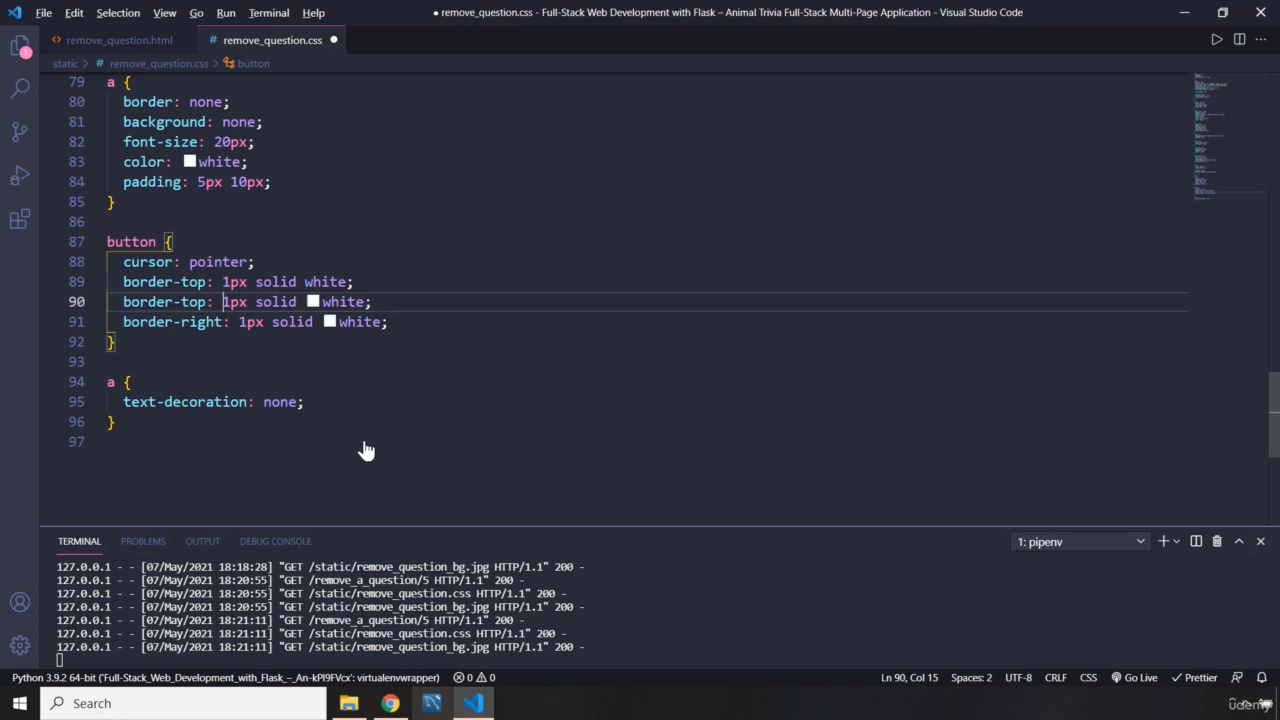 File Edit Selection View Go Run Terminal Help
● remove_question.css - Full-Stack Web Development with Flask – Animal Trivia Full-Stack Multi-Page Application - Visual Studio Code
1
<> remove_question.html # remove_question.css ●
static > # remove_question.css > button
79 a {
80 border: none;
81 background: none;
82 font-size: 20px;
83 color: white;
84 padding: 5px 10px;
85 }
86
87 button {
88 cursor: pointer;
89 border-top: 1px solid white;
90 border-top: 1px solid white;
91 border-right: 1px solid white;
92 }
93
94 a {
95 text-decoration: none;
96 }
97
TERMINAL PROBLEMS OUTPUT DEBUG CONSOLE 1: pipenv
127.0.0.1 - - [07/May/2021 18:18:28] "GET /static/remove_question_bg.jpg HTTP/1.1" 200 -
127.0.0.1 - - [07/May/2021 18:20:55] "GET /remove_a_question/5 HTTP/1.1" 200 -
127.0.0.1 - - [07/May/2021 18:20:55] "GET /static/remove_question.css HTTP/1.1" 200 -
127.0.0.1 - - [07/May/2021 18:20:55] "GET /static/remove_question_bg.jpg HTTP/1.1" 200 -
127.0.0.1 - - [07/May/2021 18:21:11] "GET /remove_a_question/5 HTTP/1.1" 200 -
127.0.0.1 - - [07/May/2021 18:21:11] "GET /static/remove_question.css HTTP/1.1" 200 -
127.0.0.1 - - [07/May/2021 18:21:11] "GET /static/remove_question_bg.jpg HTTP/1.1" 200 -
Python 3.9.2 64-bit ('Full-Stack_Web_Development_with_Flask_–_An-kPl9FVcx': virtualenvwrapper) 0 0 Ln 90, Col 15 Spaces: 2 UTF-8 CRLF CSS Go Live Prettier
Search